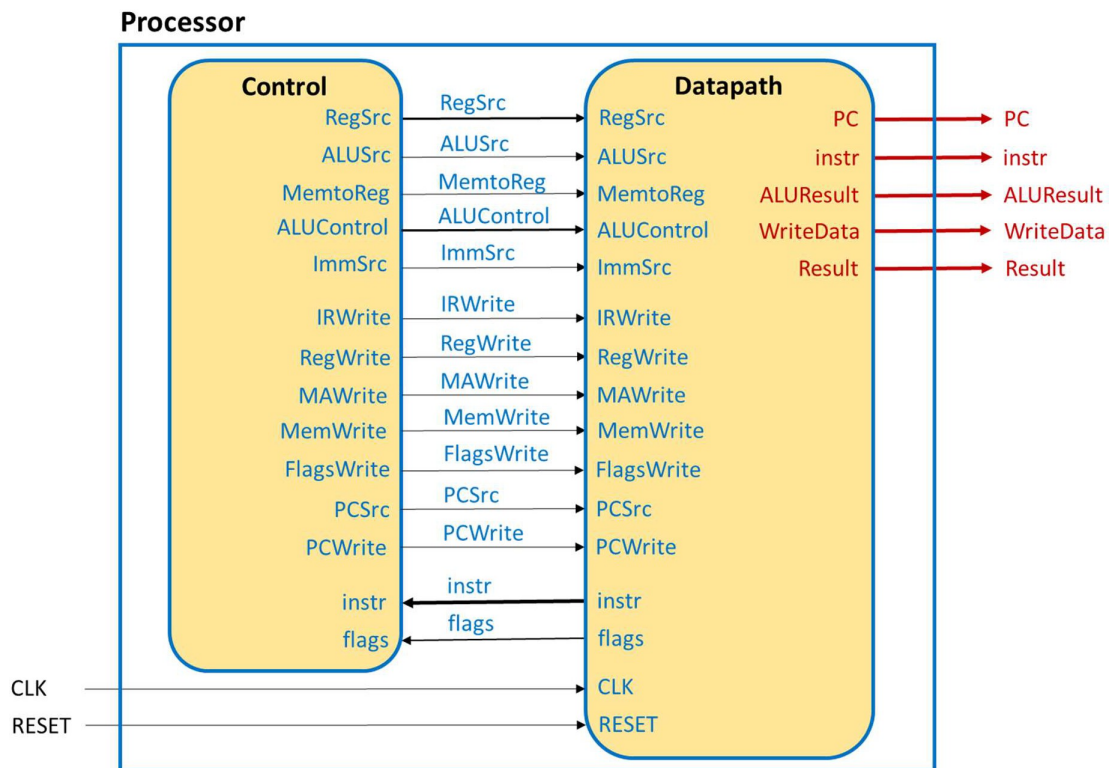 Processor
Control
Datapath
RegSrc RegSrc RegSrc PC PC
ALUSrc ALUSrc ALUSrc instr instr
MemtoReg MemtoReg MemtoReg ALUResult ALUResult
ALUControl ALUControl ALUControl WriteData WriteData
ImmSrc ImmSrc ImmSrc Result Result
IRWrite IRWrite IRWrite
RegWrite RegWrite RegWrite
MAWrite MAWrite MAWrite
MemWrite MemWrite MemWrite
FlagsWrite FlagsWrite FlagsWrite
PCSrc PCSrc PCSrc
PCWrite PCWrite PCWrite
instr instr instr
flags flags flags
CLK CLK
RESET RESET